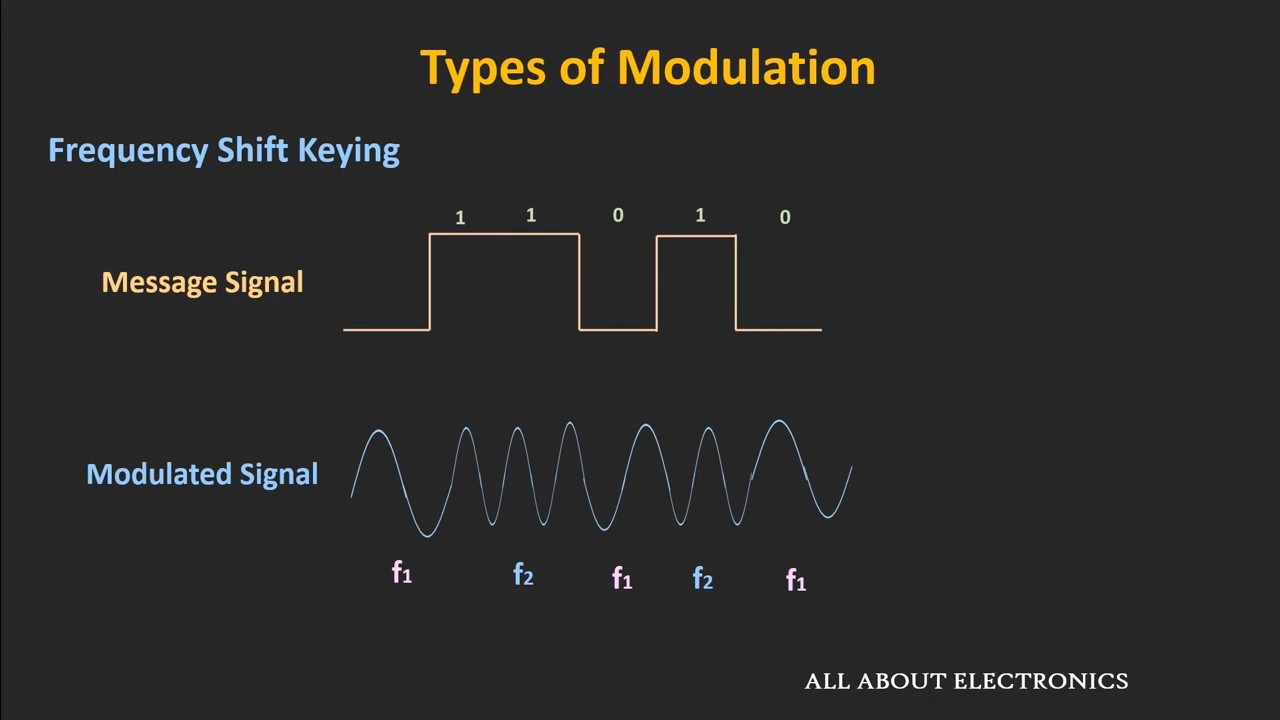 Types of Modulation
Frequency Shift Keying
1 1 0 1 0
Message Signal
Modulated Signal
f₁ f₂ f₁ f₂ f₁
ALL ABOUT ELECTRONICS